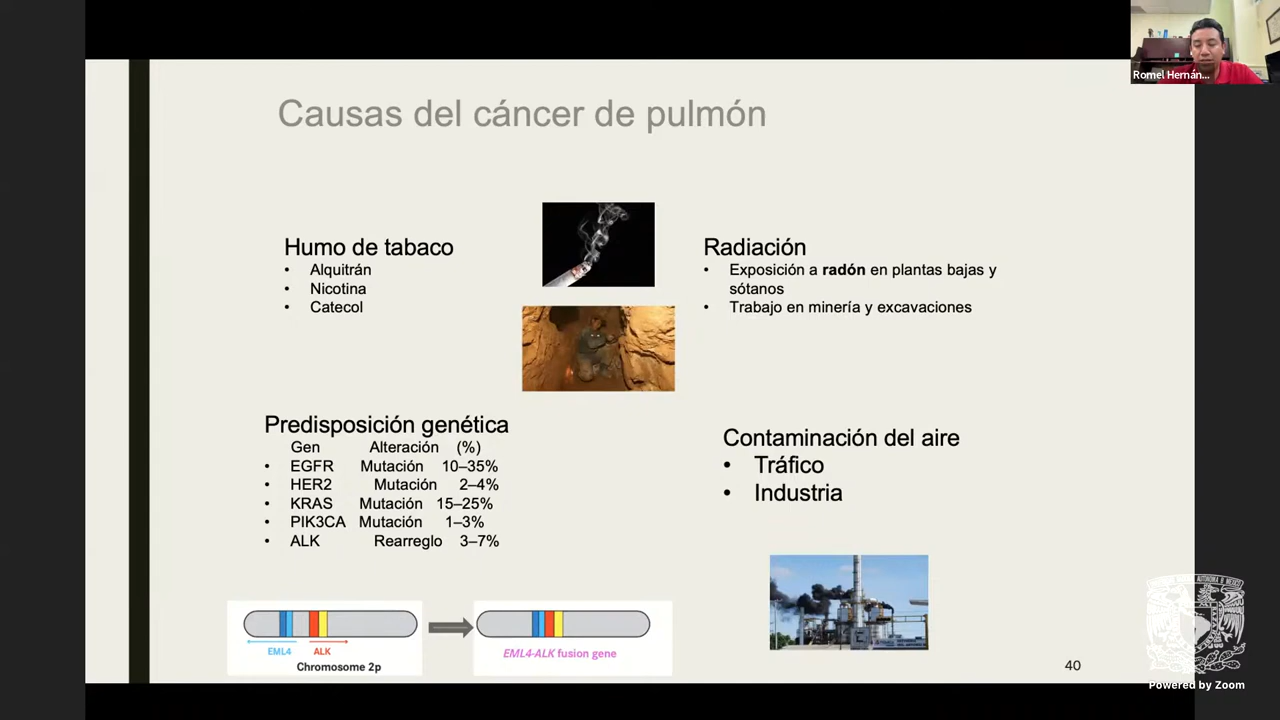 Romel Hernán...
Causas del cáncer de pulmón
Humo de tabaco
• Alquitrán
• Nicotina
• Catecol
Radiación
• Exposición a radón en plantas bajas y
sótanos
• Trabajo en minería y excavaciones
Predisposición genética
Gen Alteración (%)
• EGFR Mutación 10–35%
• HER2 Mutación 2–4%
• KRAS Mutación 15–25%
• PIK3CA Mutación 1–3%
• ALK Rearreglo 3–7%
Contaminación del aire
• Tráfico
• Industria
EML4 ALK
Chromosome 2p
EML4-ALK fusion gene
40
Powered by Zoom